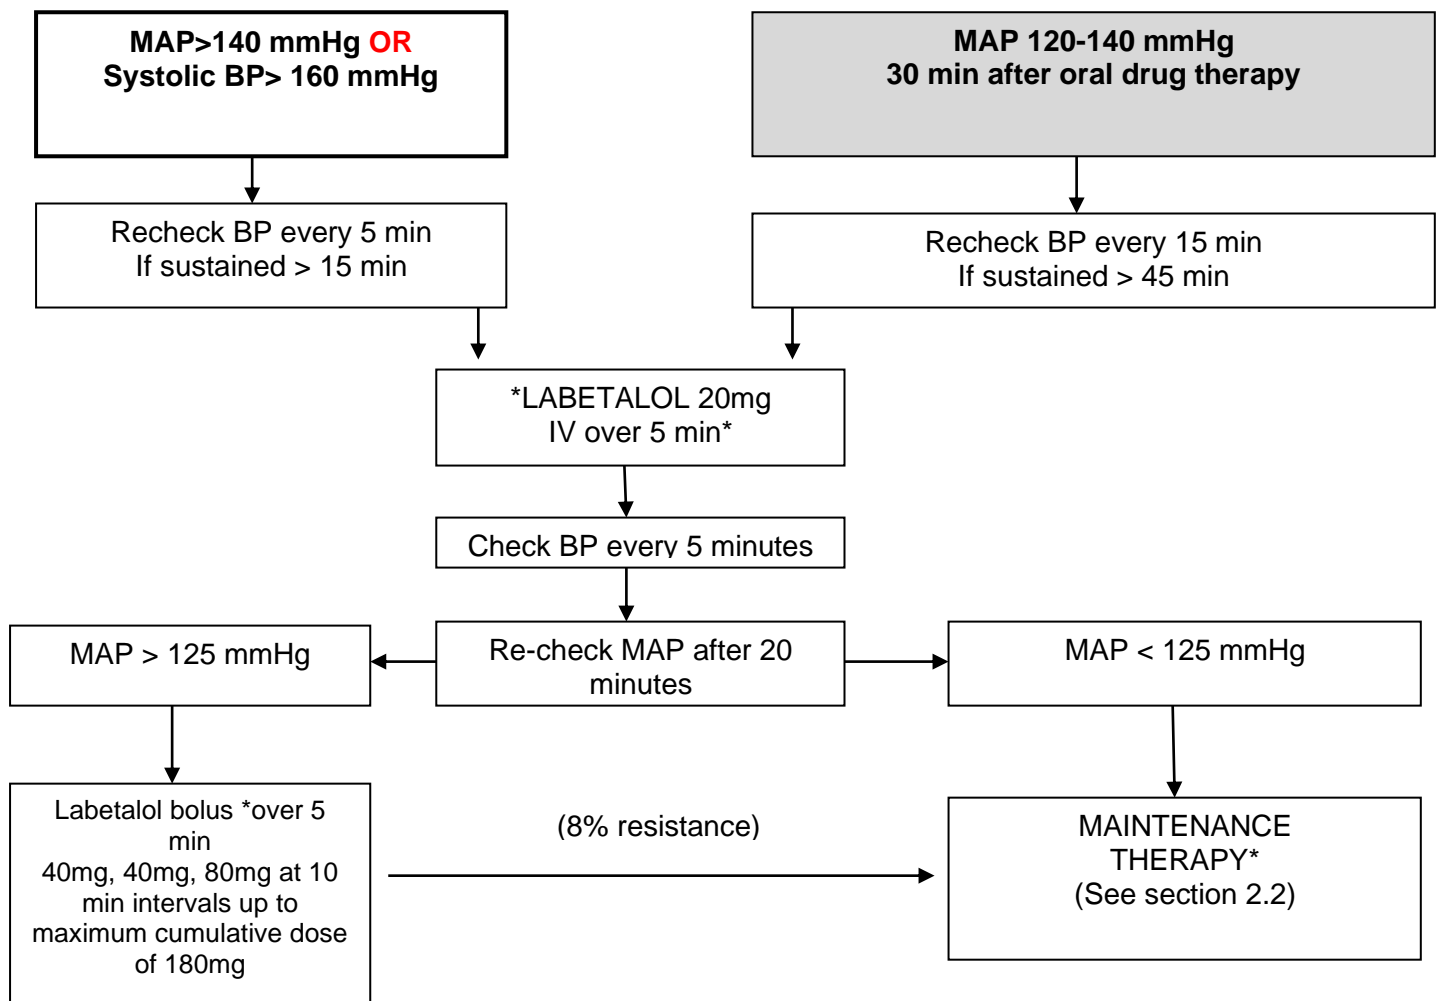 MAP>140 mmHg OR
Systolic BP> 160 mmHg
MAP 120-140 mmHg
30 min after oral drug therapy
Recheck BP every 5 min
If sustained > 15 min
Recheck BP every 15 min
If sustained > 45 min
*LABETALOL 20mg
IV over 5 min*
Check BP every 5 minutes
MAP > 125 mmHg
Re-check MAP after 20
minutes
MAP < 125 mmHg
Labetalol bolus *over 5
min
40mg, 40mg, 80mg at 10
min intervals up to
maximum cumulative dose
of 180mg
(8% resistance)
MAINTENANCE
THERAPY*
(See section 2.2)